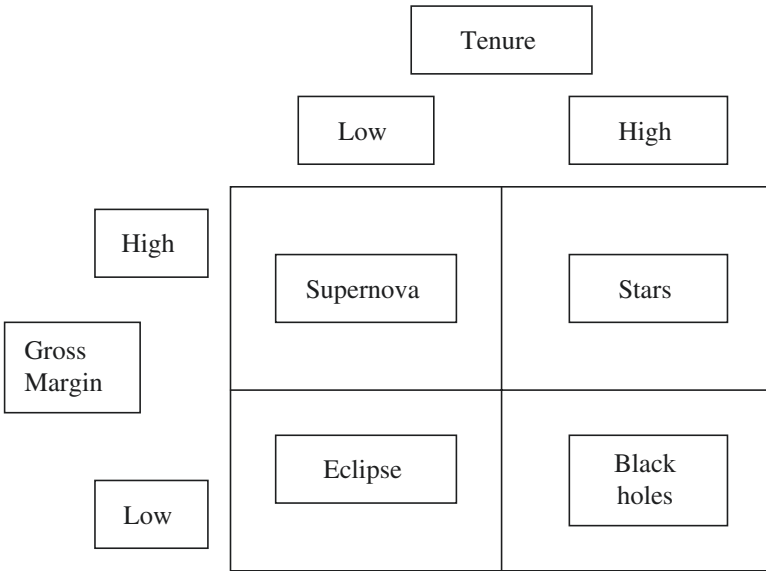 Tenure
Low
High
High
Supernova
Stars
Gross
Margin
Eclipse
Black
holes
Low